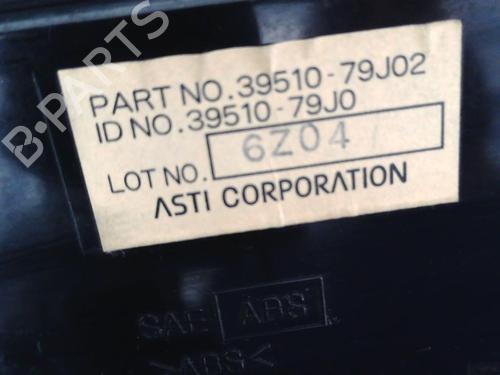 B-PARTS
PART NO.39510-79J02
ID NO.39510-79J0
LOT NO. 6Z04
ASTI CORPORATION
SAE ABS
>ABS<